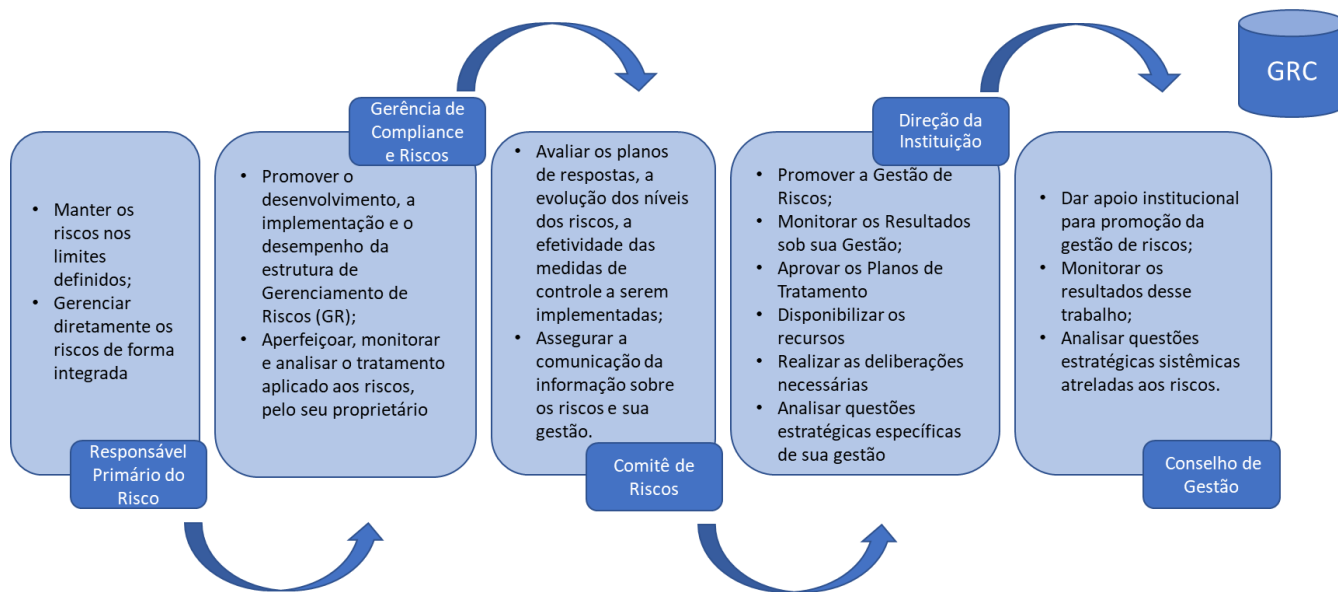 GRC
Gerência de
Compliance
e Riscos
Direção da
Instituição
• Manter os
riscos nos
limites
definidos;
• Gerenciar
diretamente os
riscos de forma
integrada
Responsável
Primário do
Risco
• Promover o
desenvolvimento, a
implementação e o
desempenho da
estrutura de
Gerenciamento de
Riscos (GR);
• Aperfeiçoar, monitorar
e analisar o tratamento
aplicado aos riscos,
pelo seu proprietário
• Avaliar os planos
de respostas, a
evolução dos níveis
dos riscos, a
efetividade das
medidas de
controle a serem
implementadas;
• Assegurar a
comunicação da
informação sobre
os riscos e sua
gestão.
Comitê de
Riscos
• Promover a Gestão de
Riscos;
• Monitorar os Resultados
sob sua Gestão;
• Aprovar os Planos de
Tratamento
• Disponibilizar os
recursos
• Realizar as deliberações
necessárias
• Analisar questões
estratégicas específicas
de sua gestão
• Dar apoio institucional
para promoção da
gestão de riscos;
• Monitorar os
resultados desse
trabalho;
• Analisar questões
estratégicas sistêmicas
atreladas aos riscos.
Conselho de
Gestão